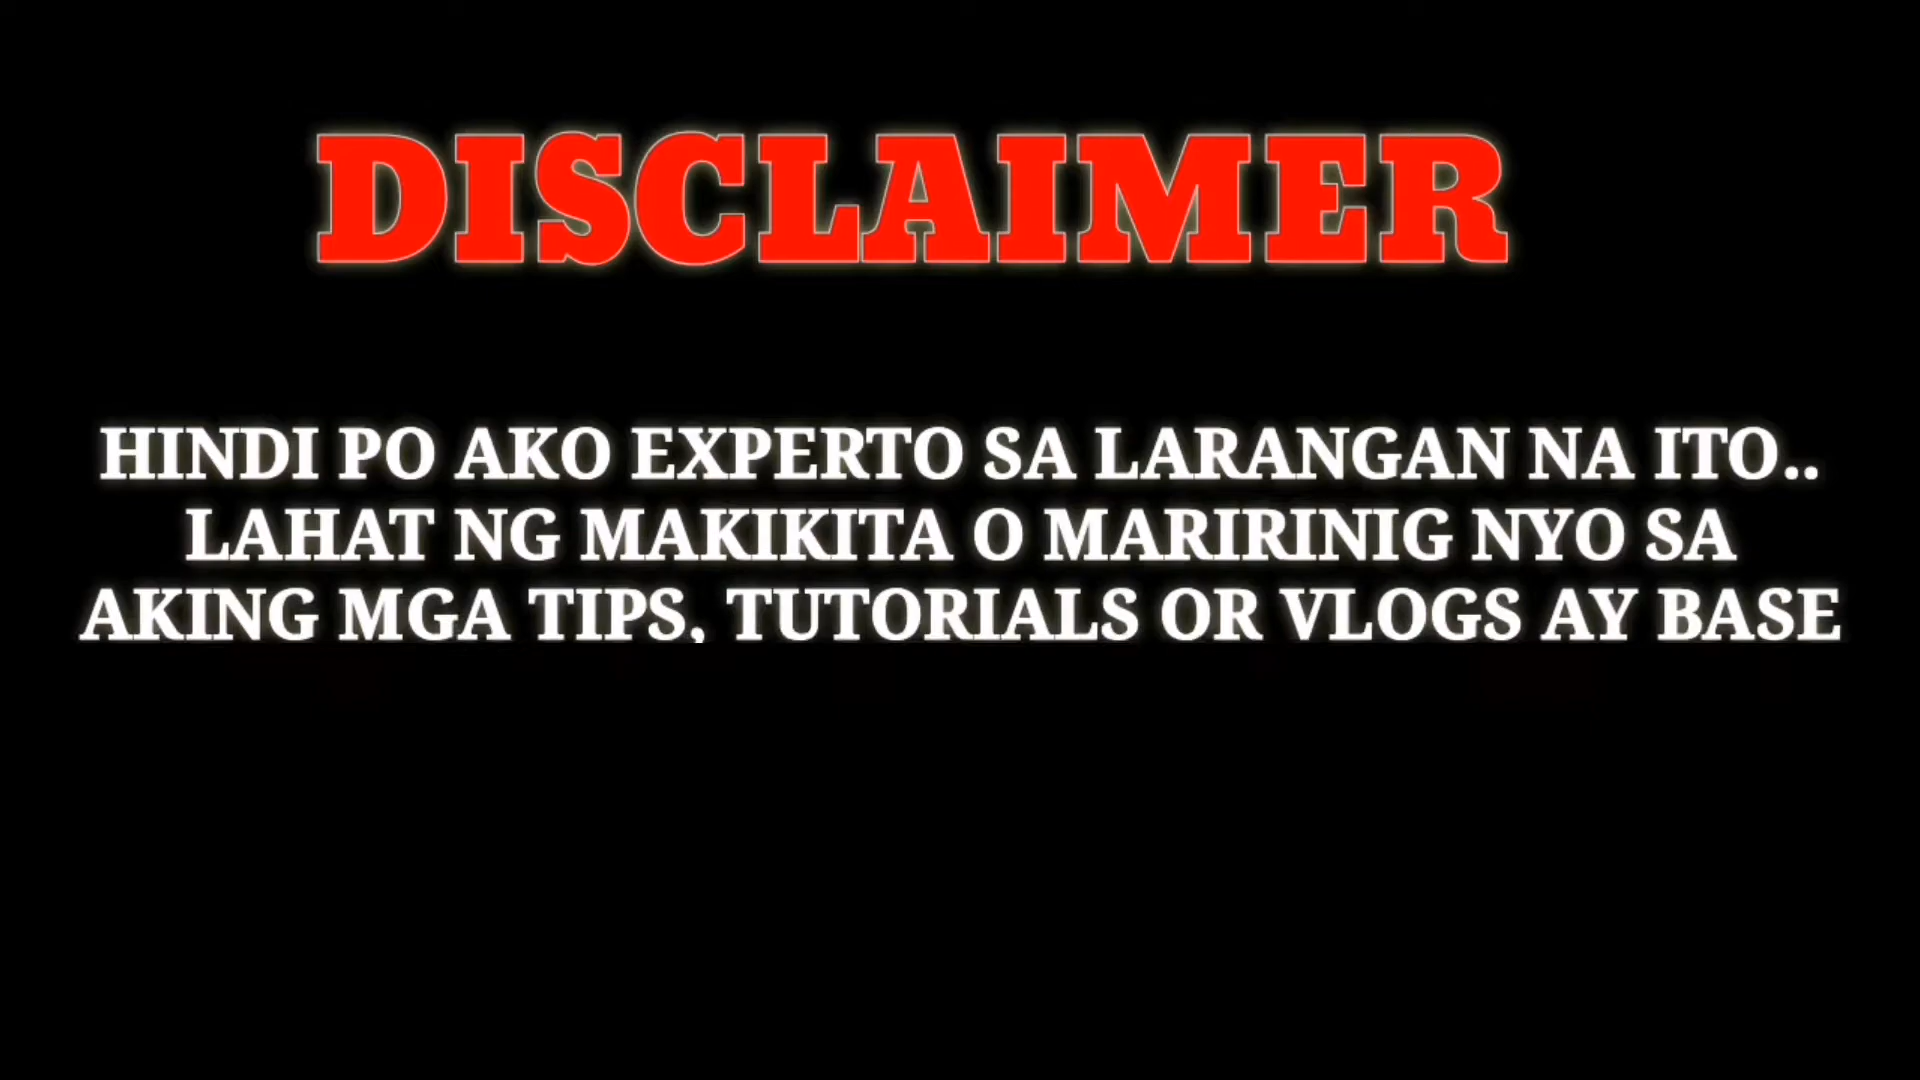 DISCLAIMER
HINDI PO AKO EXPERTO SA LARANGAN NA ITO..
LAHAT NG MAKIKITA O MARIRINIG NYO SA
AKING MGA TIPS, TUTORIALS OR VLOGS AY BASE